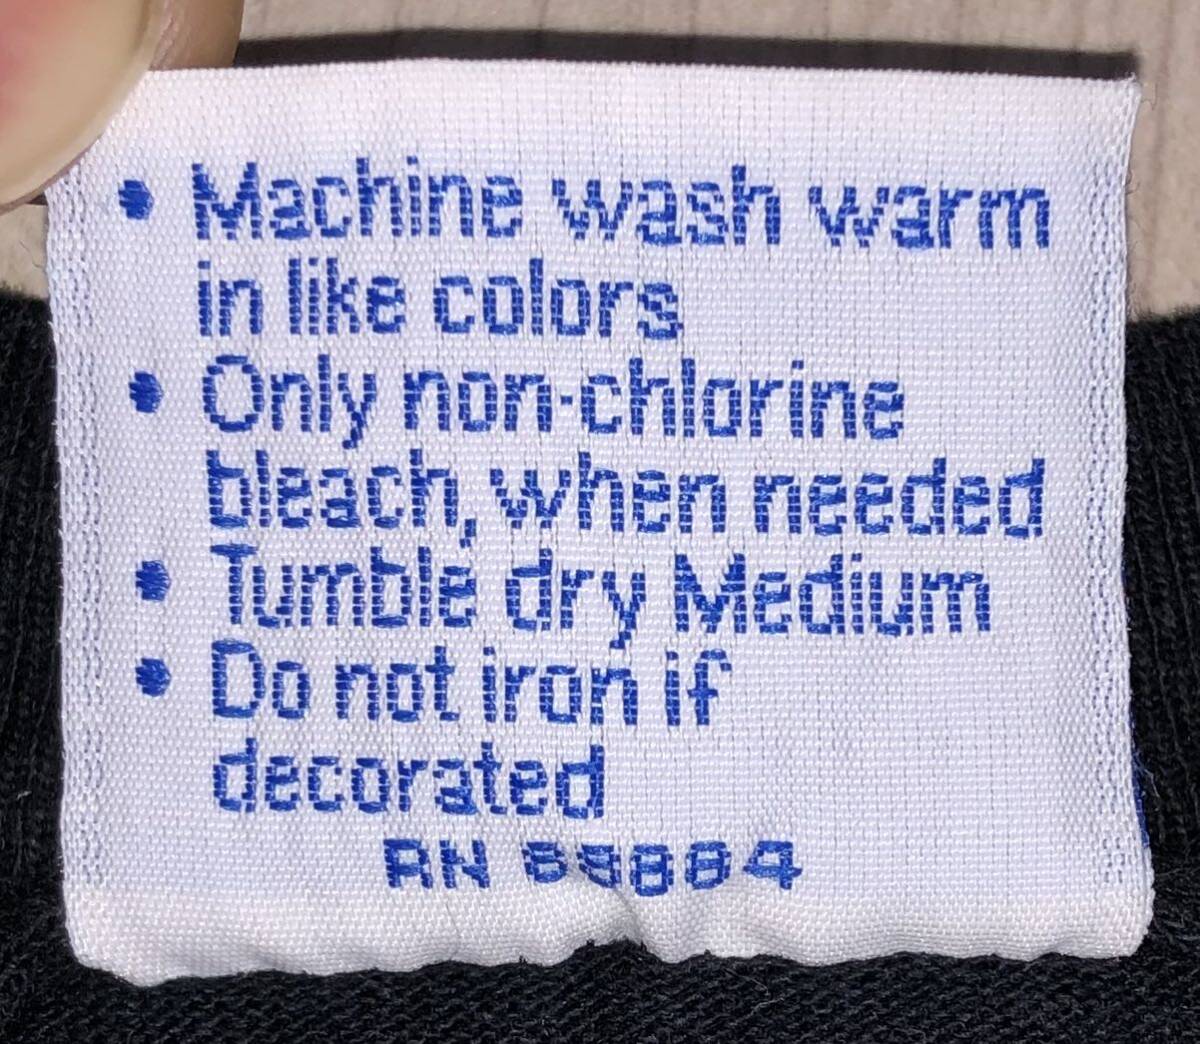 • Machine wash warm
in like colors
• Only non-chlorine
bleach, when needed
• Tumble dry Medium
• Do not iron if
decorated
RN